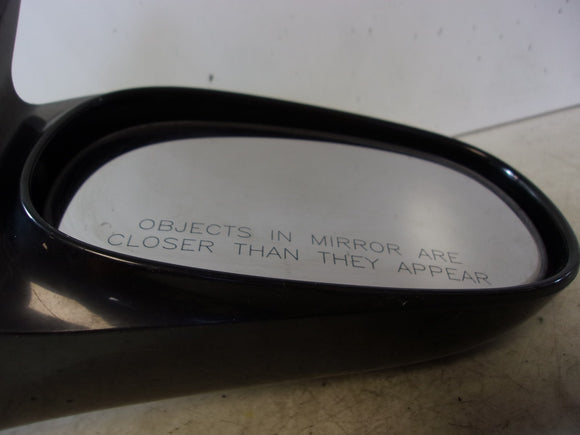 OBJECTS IN MIRROR ARE
CLOSER THAN THEY APPEAR